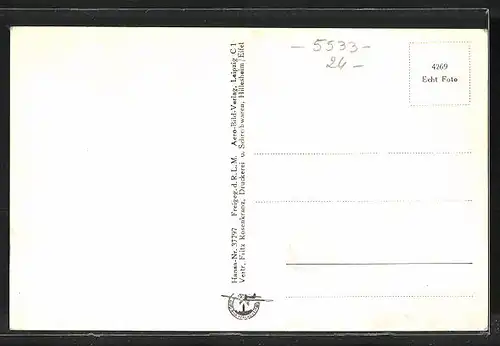 - 5533 -
24 -
4269
Echt Foto
Hansa-Nr. 37797 Freigeg. d. R. L. M. Aero-Bild-Verlag, Leipzig C 1
Vertr. Fritz Rosenkranz, Druckerei u. Schreibwaren, Hillesheim/Eifel